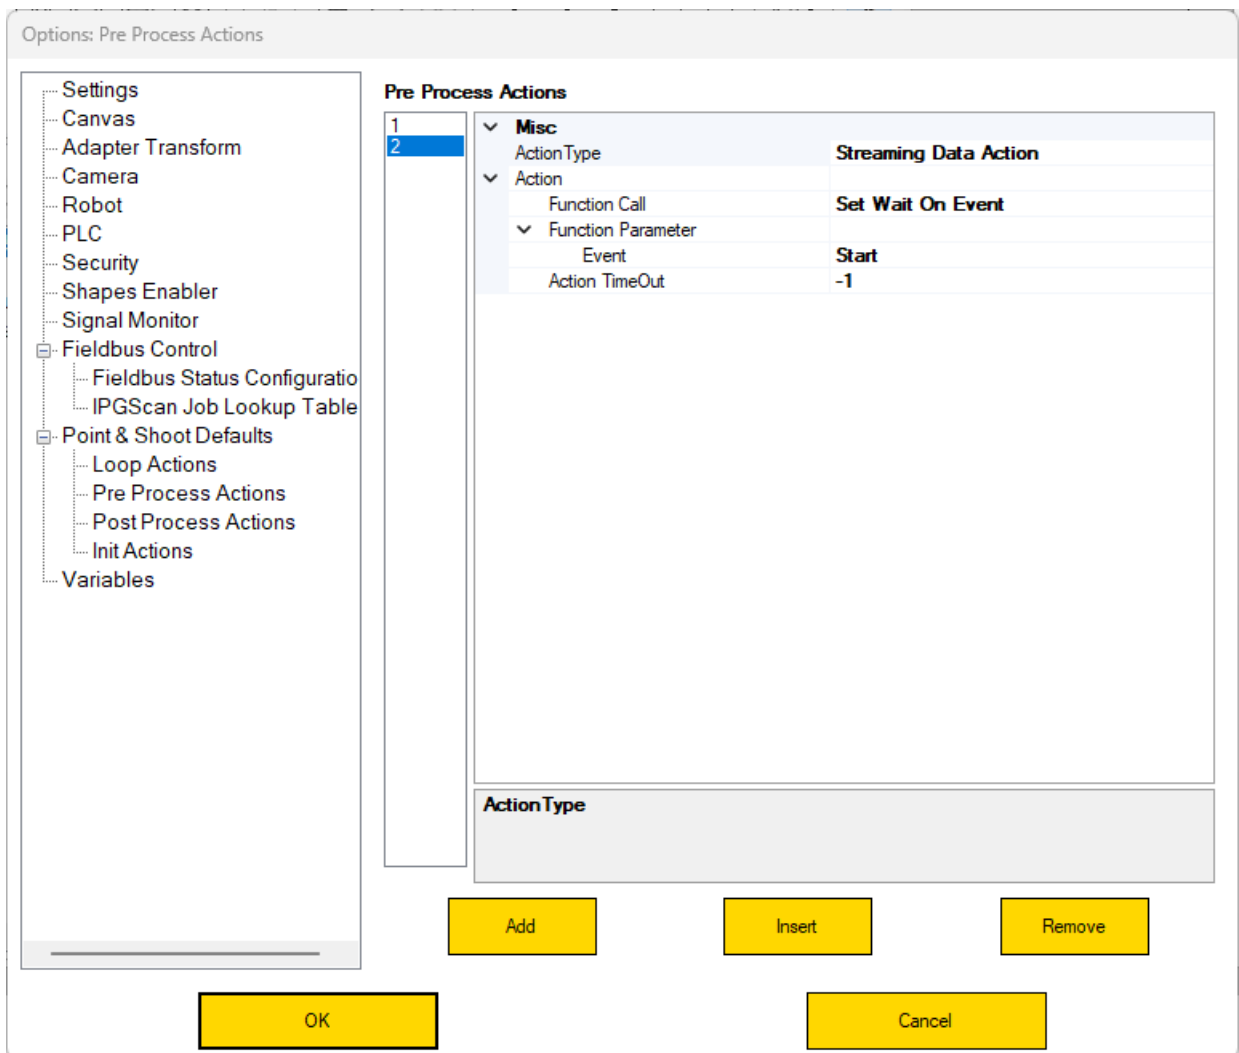 Options: Pre Process Actions
Settings
Canvas
Adapter Transform
Camera
Robot
PLC
Security
Shapes Enabler
Signal Monitor
Fieldbus Control
Fieldbus Status Configuratio
IPGScan Job Lookup Table
Point & Shoot Defaults
Loop Actions
Pre Process Actions
Post Process Actions
Init Actions
Variables
Pre Process Actions
1
2
Misc
ActionType Streaming Data Action
Action
Function Call Set Wait On Event
Function Parameter
Event Start
Action TimeOut -1
ActionType
Add Insert Remove
OK Cancel